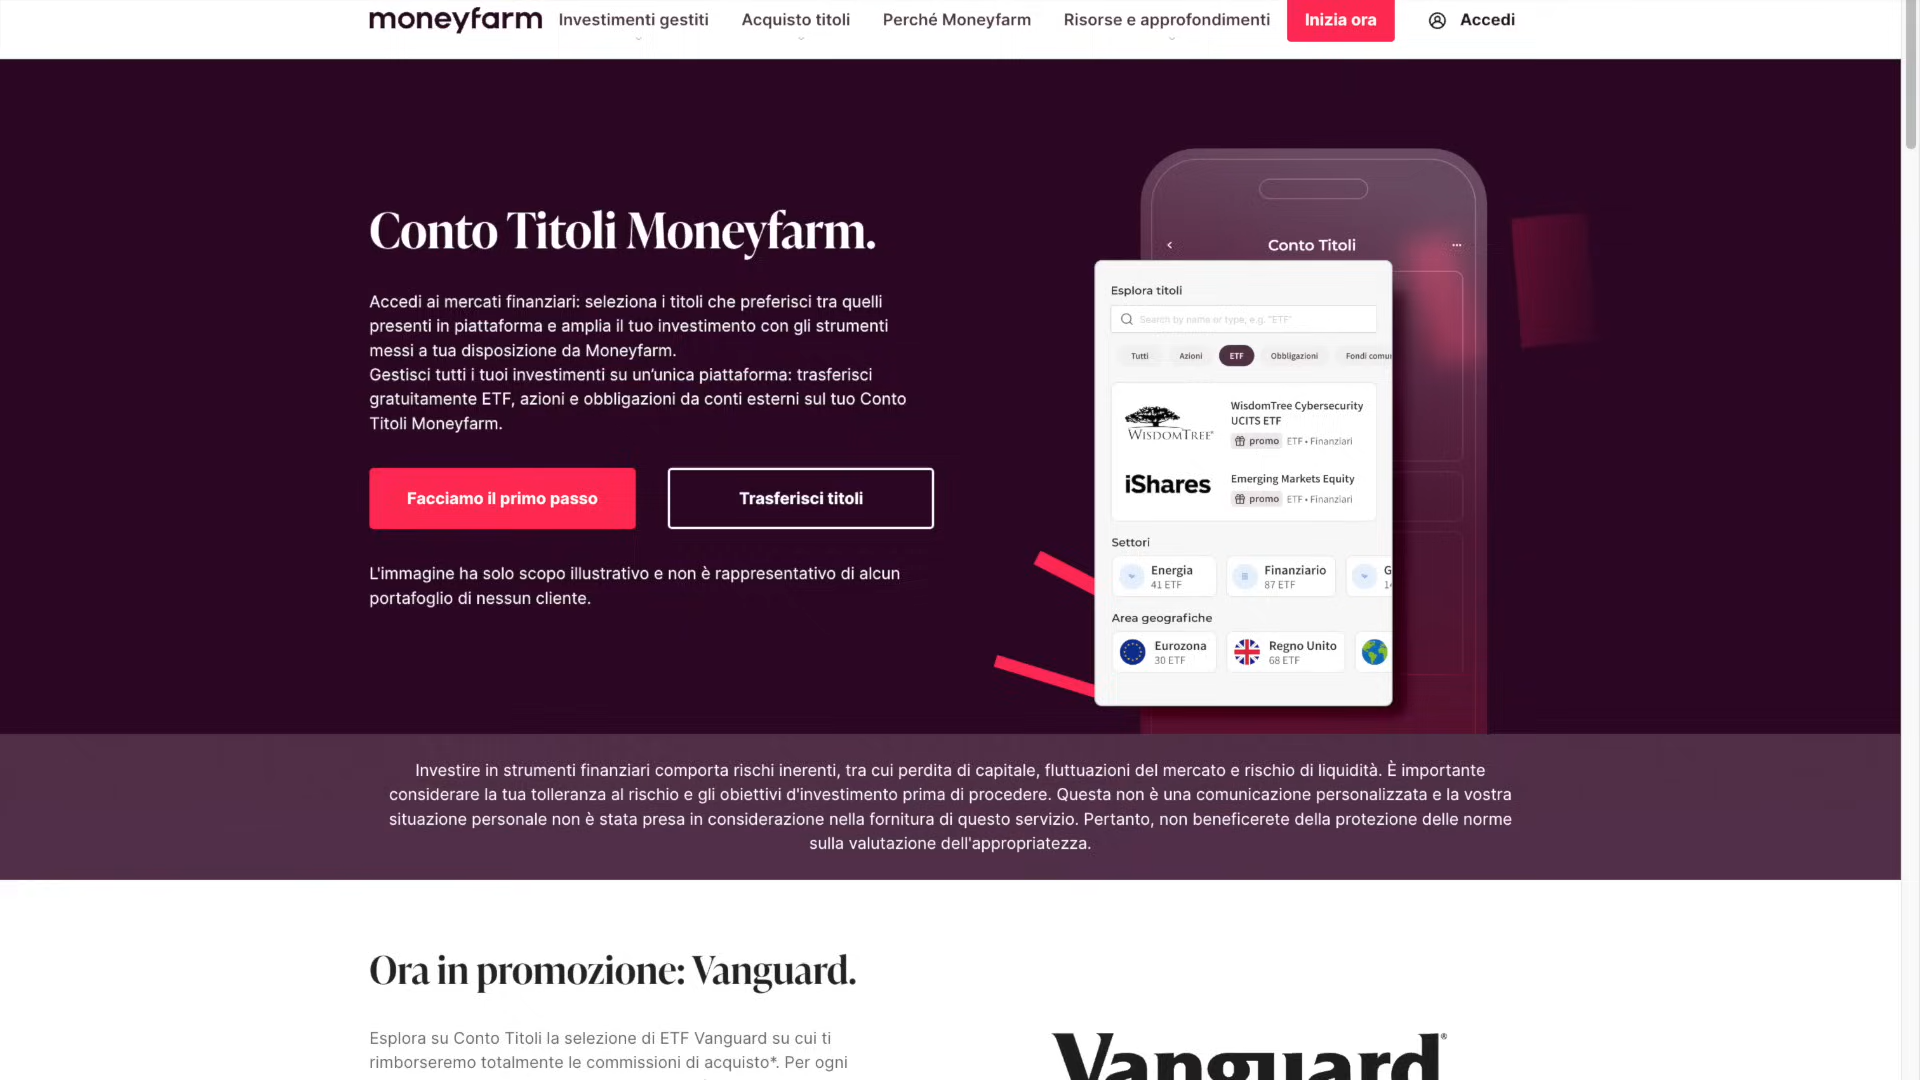 moneyfarm
Investimenti gestiti
Acquisto titoli
Perché Moneyfarm
Risorse e approfondimenti
Inizia ora
Accedi
Conto Titoli Moneyfarm.
Accedi ai mercati finanziari: seleziona i titoli che preferisci tra quelli
presenti in piattaforma e amplia il tuo investimento con gli strumenti
messi a tua disposizione da Moneyfarm.
Gestisci tutti i tuoi investimenti su un’unica piattaforma: trasferisci
gratuitamente ETF, azioni e obbligazioni da conti esterni sul tuo Conto
Titoli Moneyfarm.
Facciamo il primo passo
Trasferisci titoli
L'immagine ha solo scopo illustrativo e non è rappresentativo di alcun
portafoglio di nessun cliente.
Conto Titoli
Esplora titoli
Search by name or type, e.g. "ETF"
Tutti
Azioni
ETF
Obbligazioni
Fondi comu
WISDOMTREE®
WisdomTree Cybersecurity
UCITS ETF
promo
ETF • Finanziari
iShares
Emerging Markets Equity
promo
ETF • Finanziari
Settori
Energia
41 ETF
Finanziario
87 ETF
G
Area geografiche
Eurozona
30 ETF
Regno Unito
68 ETF
Investire in strumenti finanziari comporta rischi inerenti, tra cui perdita di capitale, fluttuazioni del mercato e rischio di liquidità. È importante
considerare la tua tolleranza al rischio e gli obiettivi d'investimento prima di procedere. Questa non è una comunicazione personalizzata e la vostra
situazione personale non è stata presa in considerazione nella fornitura di questo servizio. Pertanto, non beneficerete della protezione delle norme
sulla valutazione dell'appropriatezza.
Ora in promozione: Vanguard.
Esplora su Conto Titoli la selezione di ETF Vanguard su cui ti
rimborseremo totalmente le commissioni di acquisto*. Per ogni
Vanguard®